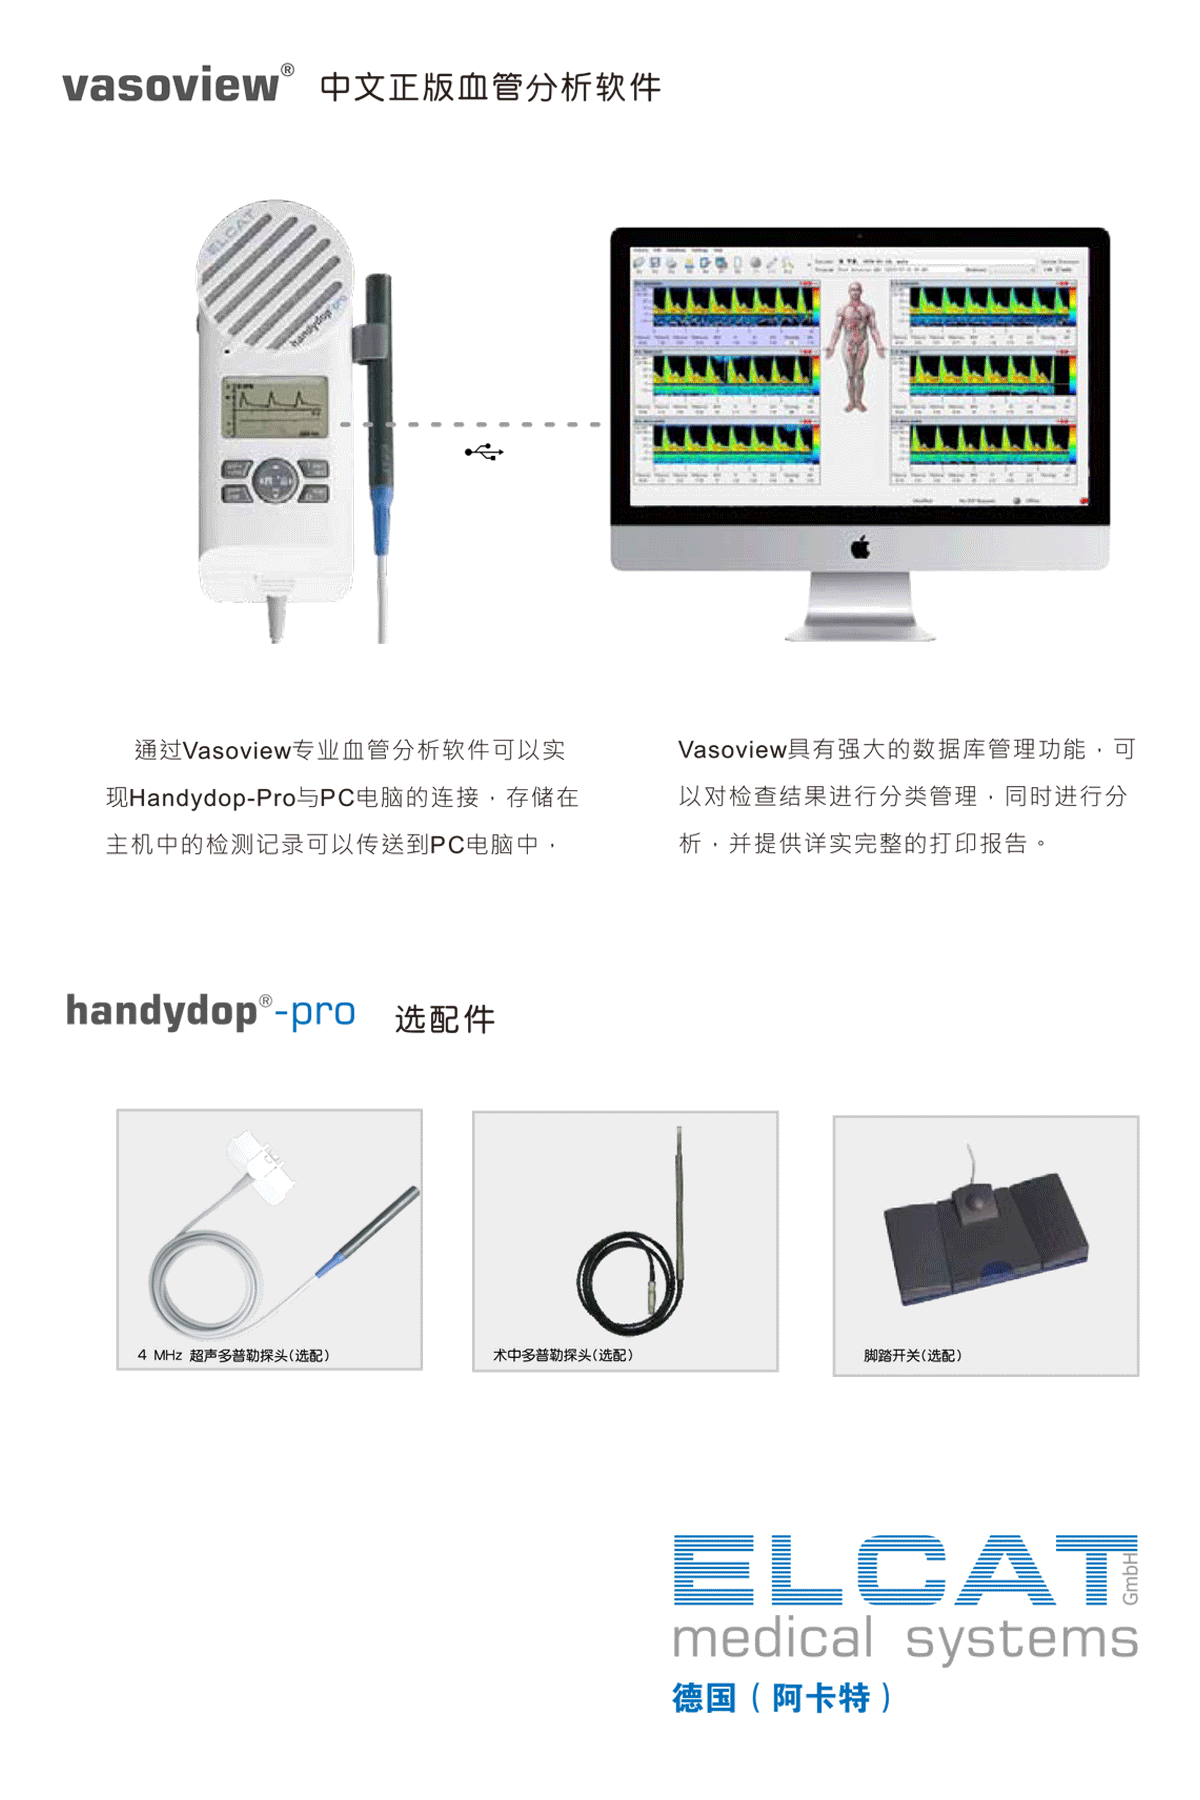 vasoview® 中文正版血管分析软件
ELCAT
handydop pro
通过Vasoview专业血管分析软件可以实
现Handydop-Pro与PC电脑的连接，存储在
主机中的检测记录可以传送到PC电脑中，
Vasoview具有强大的数据库管理功能，可
以对检查结果进行分类管理，同时进行分
析，并提供详实完整的打印报告。
handydop®-pro 选配件
4 MHz 超声多普勒探头(选配)
术中多普勒探头(选配)
脚踏开关(选配)
ELCAT GmbH
medical systems
德国（阿卡特）